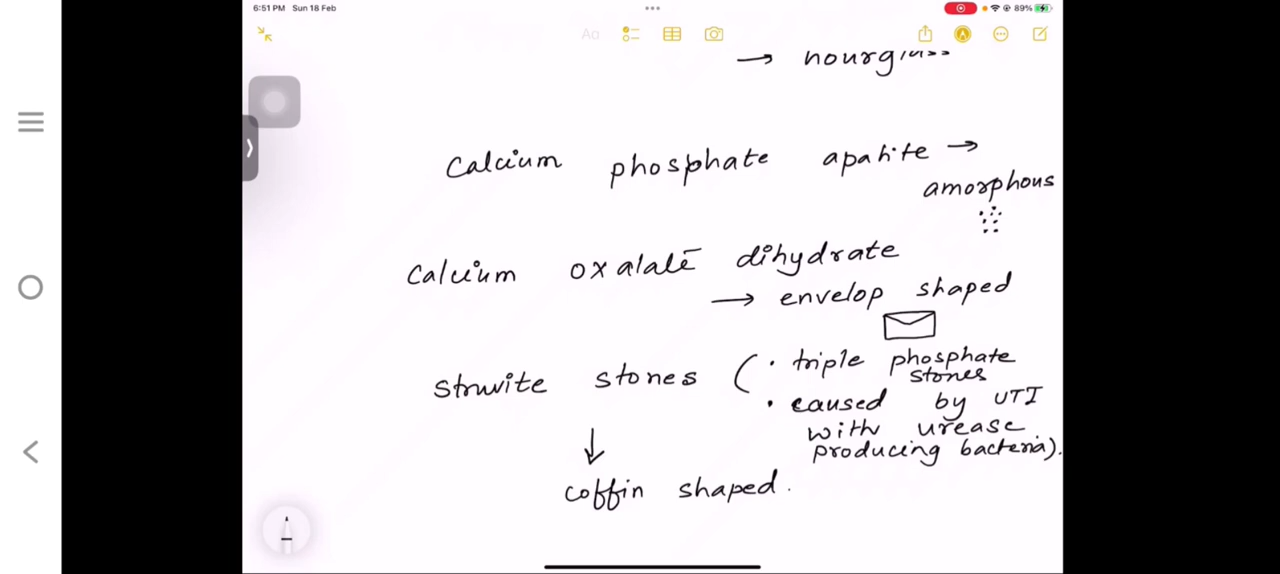 6:51 PM Sun 18 Feb
89%
Aa
→
Calcium phosphate apatite →
amorphous
Calcium oxalate dihydrate
→ envelop shaped
struvite stones ( • triple phosphate
stones
• caused by UTI
with urease
producing bacteria).
↓
coffin shaped.